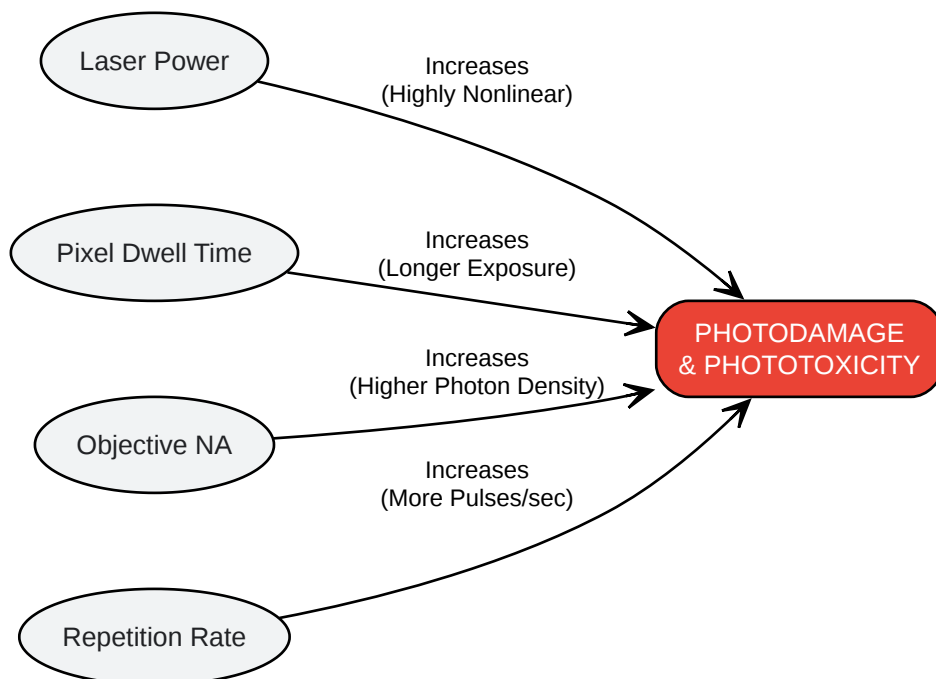 Laser Power
Increases
(Highly Nonlinear)
Pixel Dwell Time
Increases
(Longer Exposure)
PHOTODAMAGE
& PHOTOTOXICITY
Increases
(Higher Photon Density)
Objective NA
Increases
(More Pulses/sec)
Repetition Rate